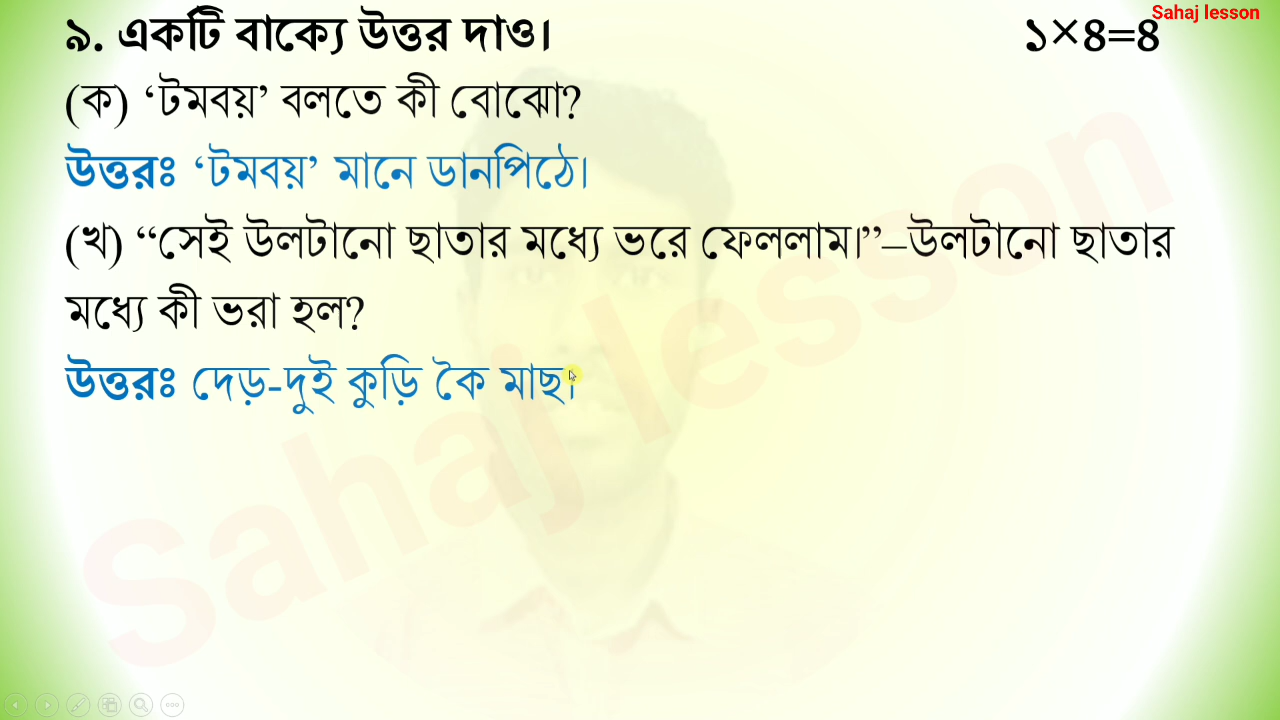 Sahaj lesson
৯. একটি বাক্যে উত্তর দাও। ১×৪=৪
(ক) ‘টমবয়’ বলতে কী বোঝো?
উত্তরঃ ‘টমবয়’ মানে ডানপিঠে।
(খ) “সেই উলটানো ছাতার মধ্যে ভরে ফেললাম।”–উলটানো ছাতার
মধ্যে কী ভরা হল?
উত্তরঃ দেড়-দুই কুড়ি কৈ মাছ।
Sahaj lesson